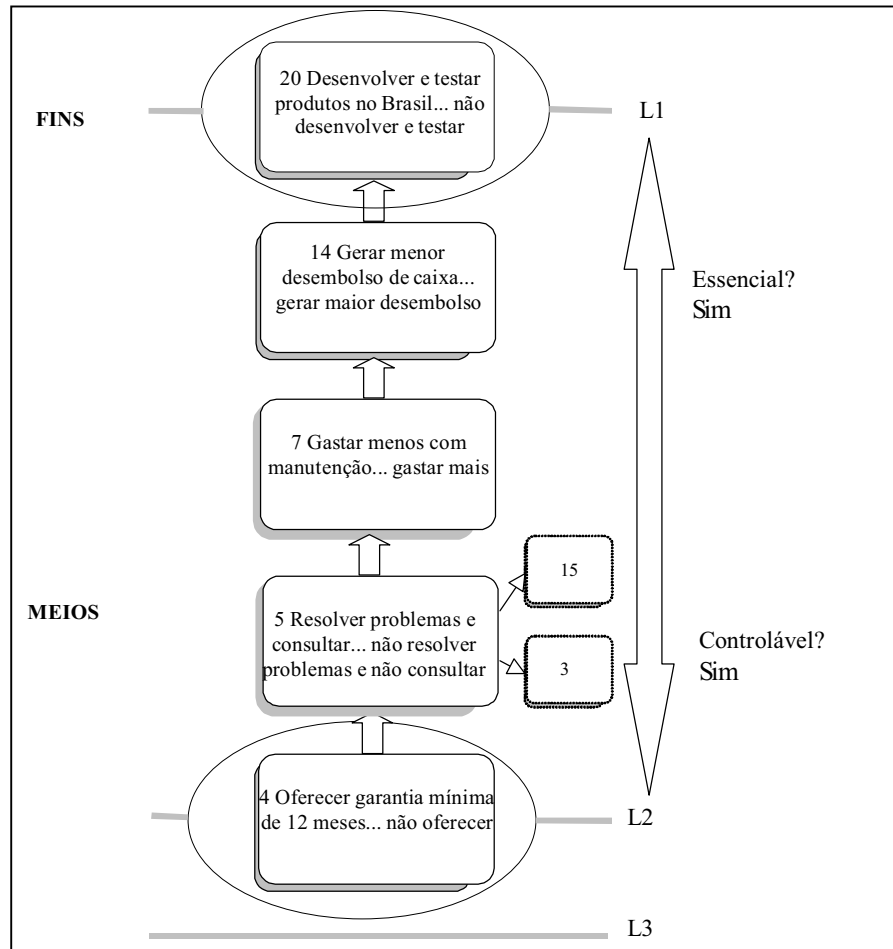 20 Desenvolver e testar
produtos no Brasil... não
desenvolver e testar
FINS
L1
14 Gerar menor
desembolso de caixa...
gerar maior desembolso
Essencial?
Sim
7 Gastar menos com
manutenção... gastar mais
15
MEIOS
5 Resolver problemas e
consultar... não resolver
problemas e não consultar
Controlável?
Sim
3
4 Oferecer garantia mínima
de 12 meses... não oferecer
L2
L3